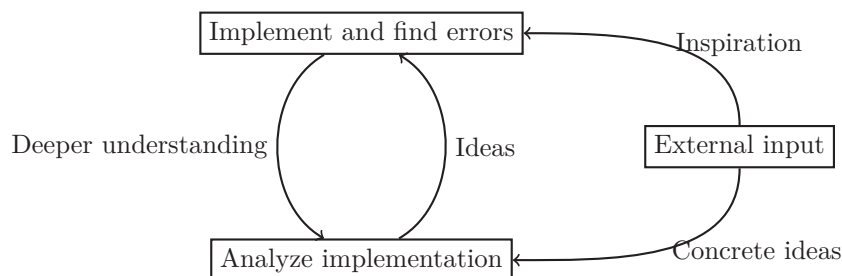 Implement and find errors
Inspiration
Deeper understanding
Ideas
External input
Concrete ideas
Analyze implementation